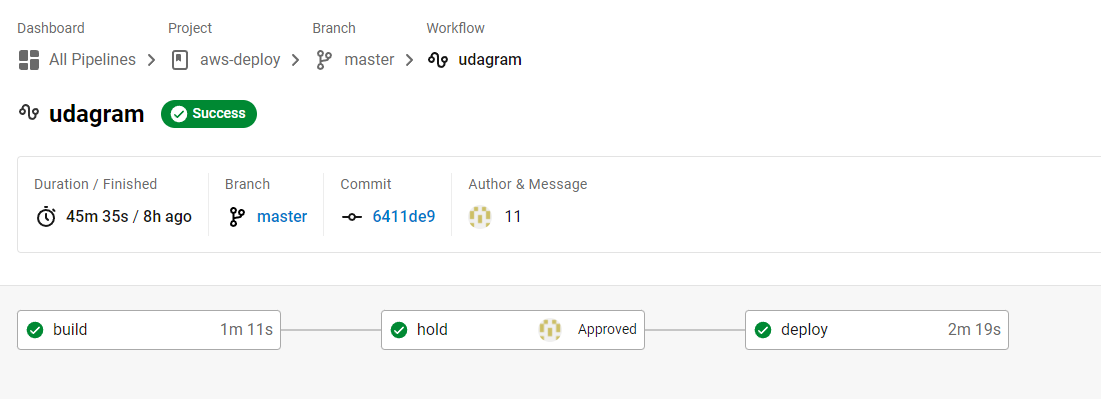 Dashboard Project Branch Workflow
All Pipelines aws-deploy master udagram
udagram Success
Duration / Finished Branch Commit Author & Message
45m 35s / 8h ago master 6411de9 11
build 1m 11s hold Approved deploy 2m 19s